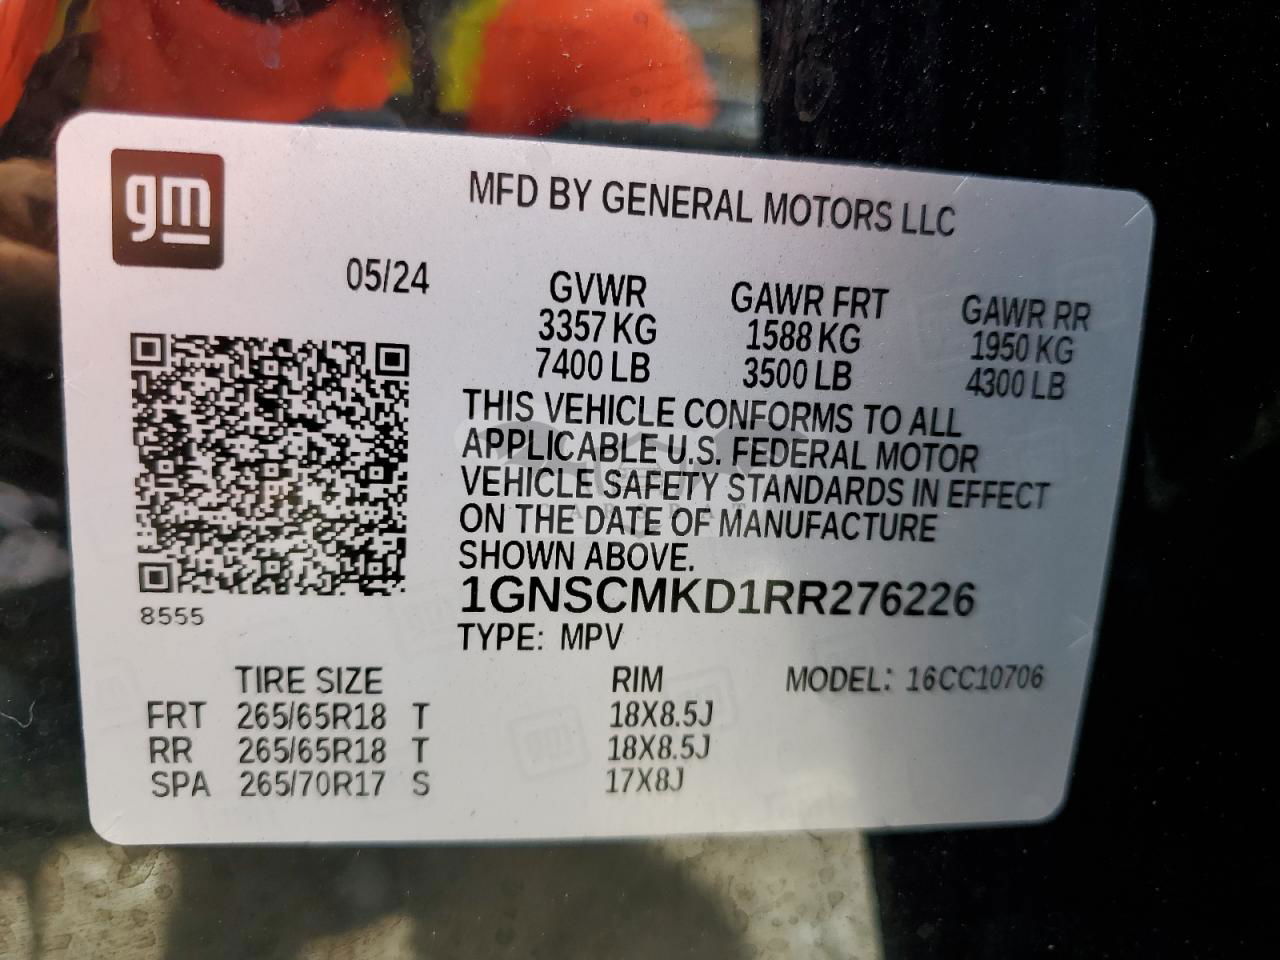 gm
MFD BY GENERAL MOTORS LLC
05/24
GVWR GAWR FRT GAWR RR
3357 KG 1588 KG 1950 KG
7400 LB 3500 LB 4300 LB
THIS VEHICLE CONFORMS TO ALL
APPLICABLE U.S. FEDERAL MOTOR
VEHICLE SAFETY STANDARDS IN EFFECT
ON THE DATE OF MANUFACTURE
SHOWN ABOVE.
1GNSCMKD1RR276226
8555
TYPE: MPV
TIRE SIZE RIM MODEL: 16CC10706
FRT 265/65R18 T 18X8.5J
RR 265/65R18 T 18X8.5J
SPA 265/70R17 S 17X8J
gm